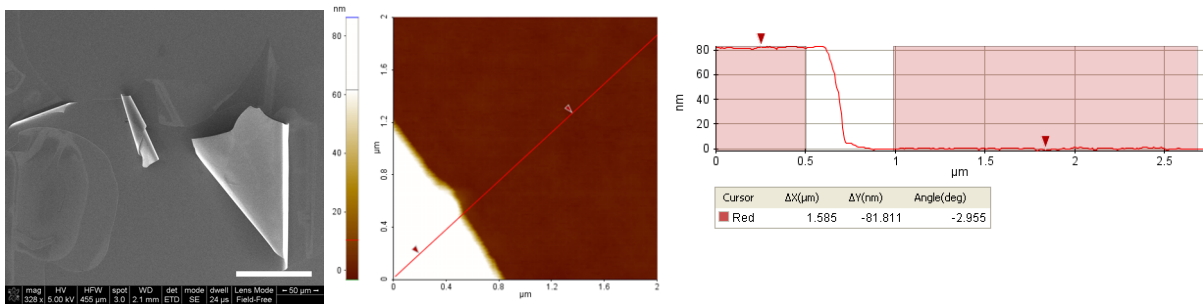 mag HV HFW spot WD det mode dwell Lens Mode ← 50 µm →
328 x 5.00 kV 455 µm 3.0 2.1 mm ETD SE 24 µs Field-Free
nm
80
60
40
20
0
2
1.6
1.2
0.8
0.4
0
µm
0 0.4 0.8 1.2 1.6 2
µm
80
60
40
20
0
nm
0 0.5 1 1.5 2 2.5
µm
Cursor ΔX(µm) ΔY(nm) Angle(deg)
Red 1.585 -81.811 -2.955